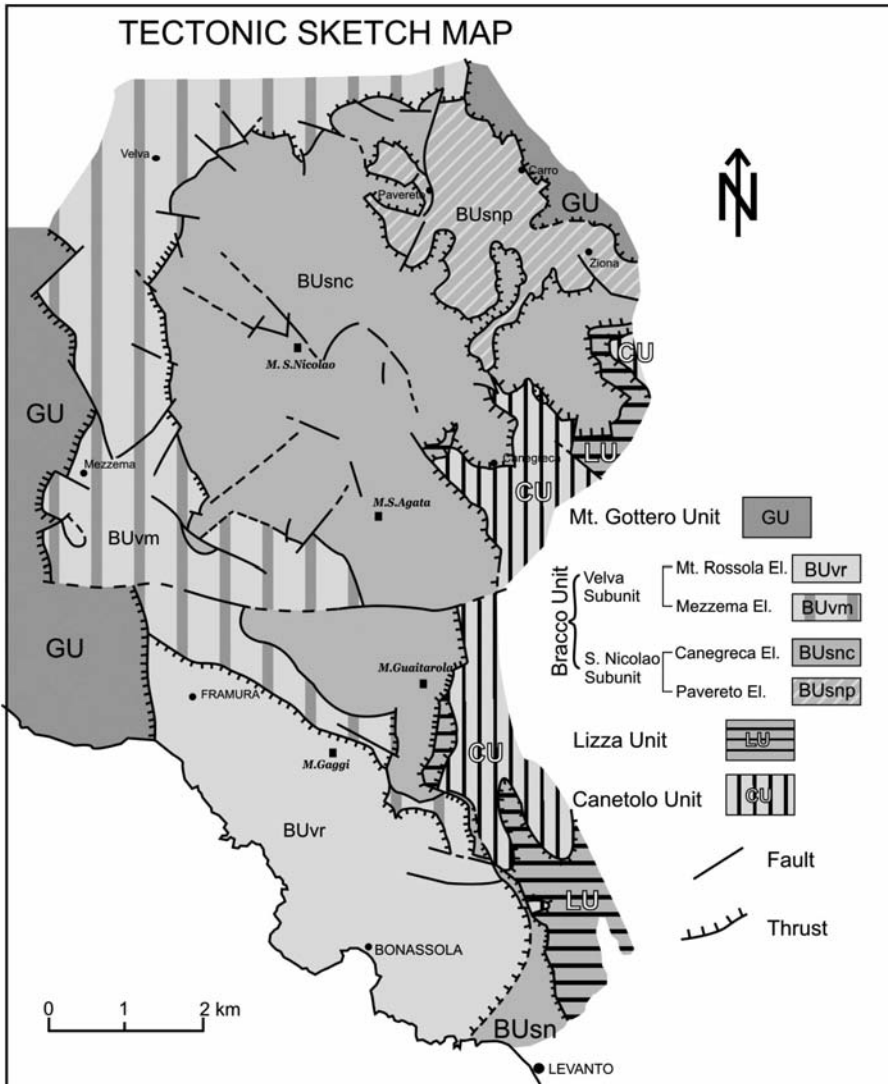 TECTONIC SKETCH MAP
Velva
Carro
Pavereto
BUsnp
GU
N
Ziona
BUsnc
M. S.Nicolao
CU
GU
LU
Mezzema
Canegreca
CU
M.S.Agata
BUvm
GU
M.Guaitarola
FRAMURA
CU
M.Gaggi
BUvr
LU
BONASSOLA
BUsn
LEVANTO
0 1 2 km
Mt. Gottero Unit GU
Bracco Unit
Velva
Subunit
Mt. Rossola El. BUvr
Mezzema El. BUvm
S. Nicolao
Subunit
Canegreca El. BUsnc
Pavereto El. BUsnp
Lizza Unit LU
Canetolo Unit CU
Fault
Thrust